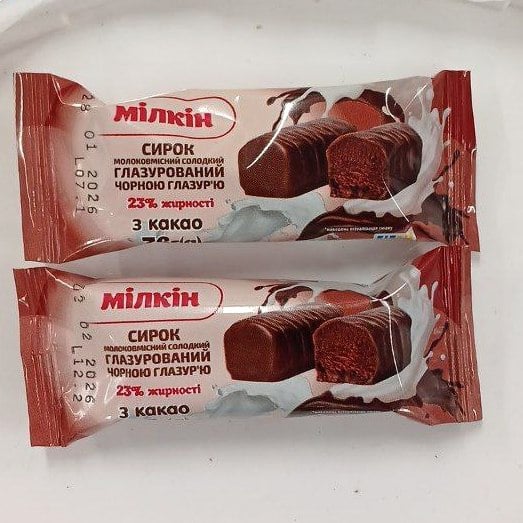 28 01 2026
L07.1
мілкін
СИРОК
МОЛОКОВМІСНИЙ СОЛОДКИЙ
ГЛАЗУРОВАНИЙ
ЧОРНОЮ ГЛАЗУР'Ю
23% жирності
з какао
02 2026
L12.2
мілкін
СИРОК
МОЛОКОВМІСНИЙ СОЛОДКИЙ
ГЛАЗУРОВАНИЙ
ЧОРНОЮ ГЛАЗУР'Ю
23% жирності
з какао